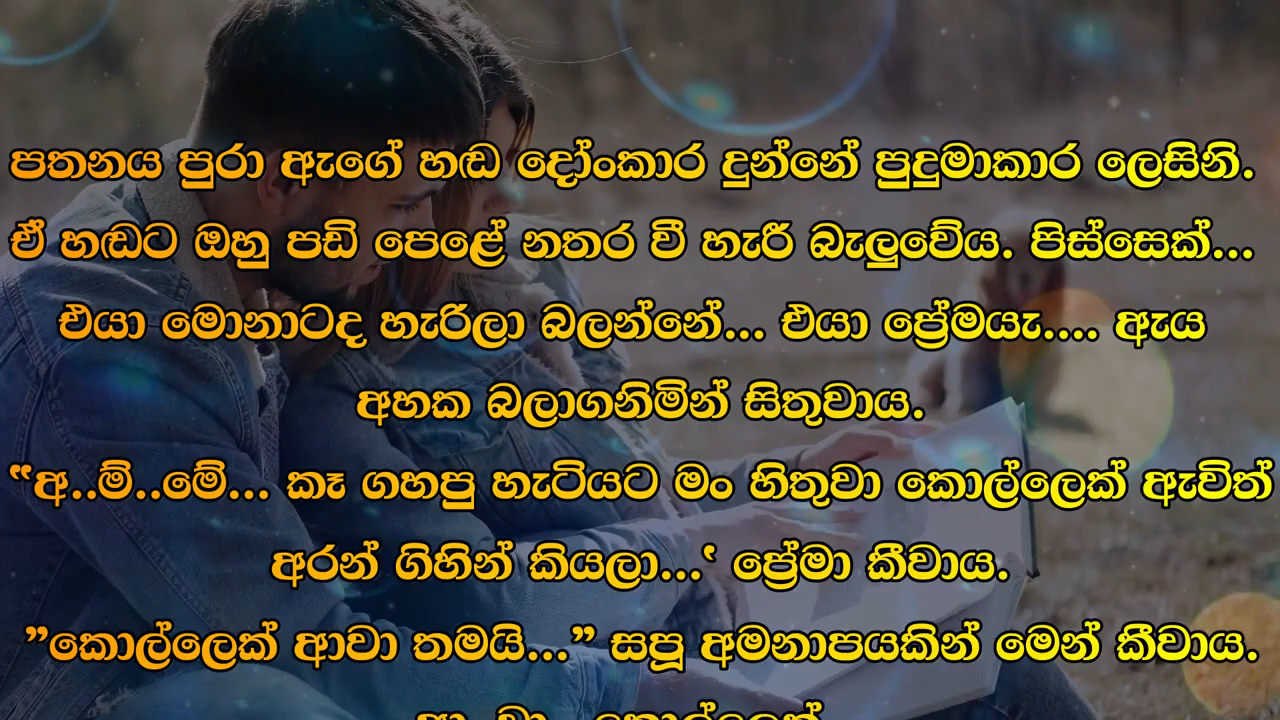 පතනය පුරා ඇගේ හඬ දෝංකාර දුන්නේ පුදුමාකාර ලෙසිනි.
ඒ හඬට ඔහු පඩි පෙළේ නතර වී හැරී බැලුවේය. පිස්සෙක්...
එයා මොනාටද හැරිලා බලන්නේ... එයා ප්‍රේමයැ.... ඇය
අහක බලාගනිමින් සිතුවාය.
“අ..ම්..මේ... කෑ ගහපු හැටියට මං හිතුවා කොල්ලෙක් ඇවිත්
අරන් ගිහින් කියලා...‛ ප්‍රේමා කීවාය.
”කොල්ලෙක් ආවා තමයි...” සපූ අමනාපයකින් මෙන් කීවාය.